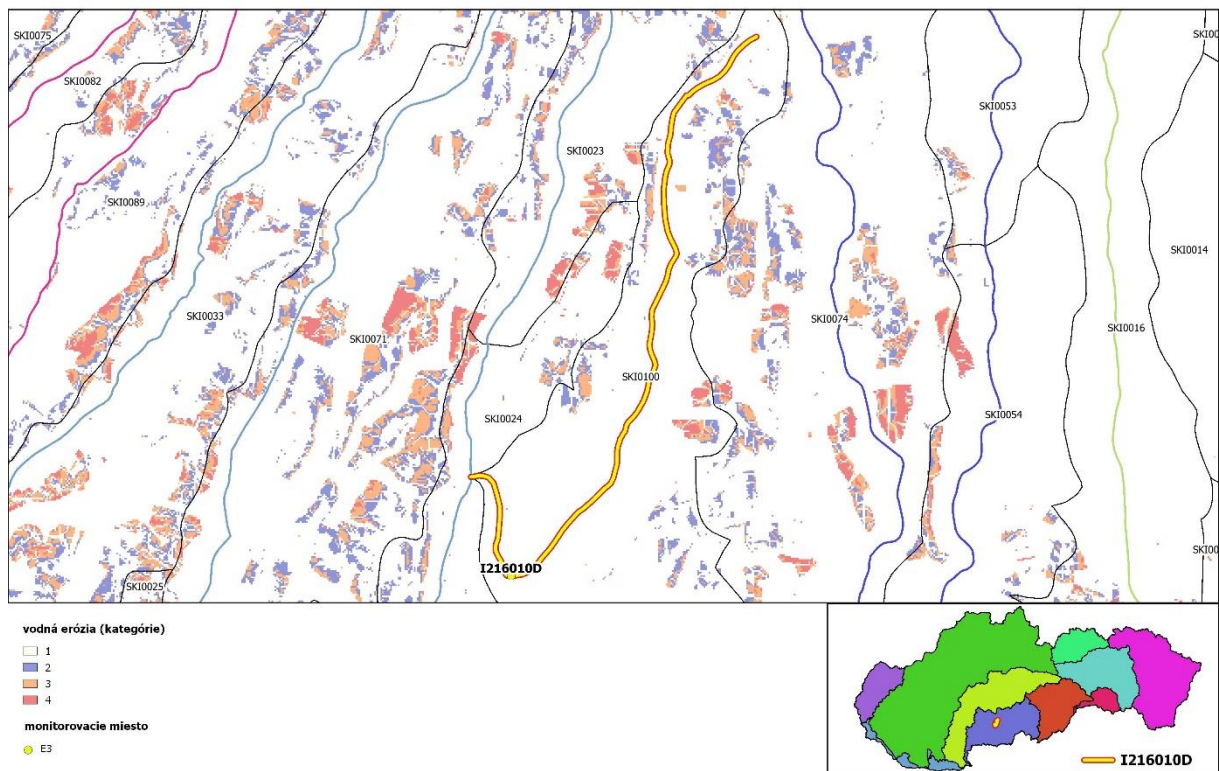 SKI0075
SKI0082
SKI0089
SKI0033
SKI0071
SKI0025
SKI0023
SKI0024
SKI0100
SKI0074
SKI0053
SKI0054
SKI0016
SKI0014
I216010D
vodná erózia (kategórie)
1
2
3
4
monitorovacie miesto
E3
I216010D